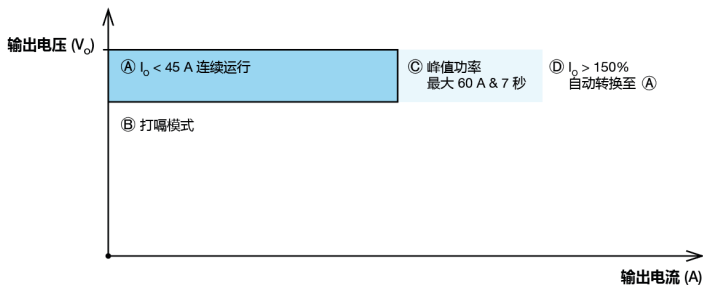 输出电压 (Vo)
Ⓐ Io < 45 A 连续运行
Ⓒ 峰值功率
最大 60 A & 7 秒
Ⓓ Io > 150%
自动转换至 Ⓐ
Ⓑ 打嗝模式
输出电流 (A)